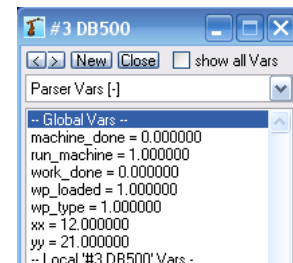 #3 DB500
< > New Close show all Vars
Parser Vars [-]
-- Global Vars --
machine_done = 0.000000
run_machine = 1.000000
work_done = 0.000000
wp_loaded = 1.000000
wp_type = 1.000000
xx = 12.000000
yy = 21.000000
-- Local '#3 DB500' Vars -